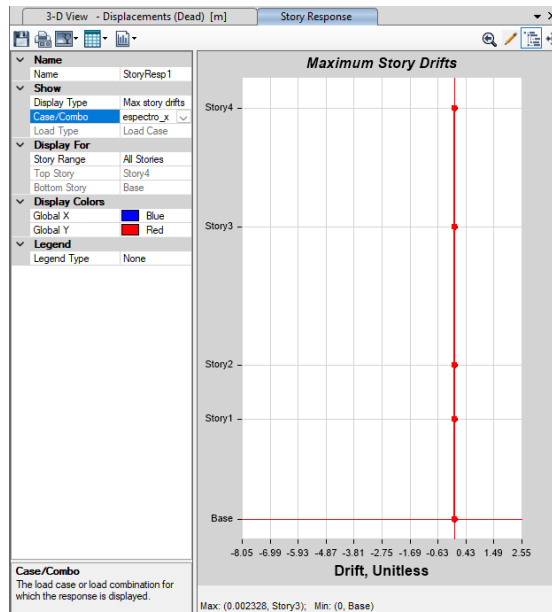 3-D View - Displacements (Dead) [m]
Story Response
Name
Name StoryResp1
Show
Display Type Max story drifts
Case/Combo espectro_x
Load Type Load Case
Display For
Story Range All Stories
Top Story Story4
Bottom Story Base
Display Colors
Global X Blue
Global Y Red
Legend
Legend Type None
Case/Combo
The load case or load combination for
which the response is displayed.
Maximum Story Drifts
Story4
Story3
Story2
Story1
Base
-8.05 -6.99 -5.93 -4.87 -3.81 -2.75 -1.69 -0.63 0.43 1.49 2.55
Drift, Unitless
Max: (0.002328, Story3); Min: (0, Base)